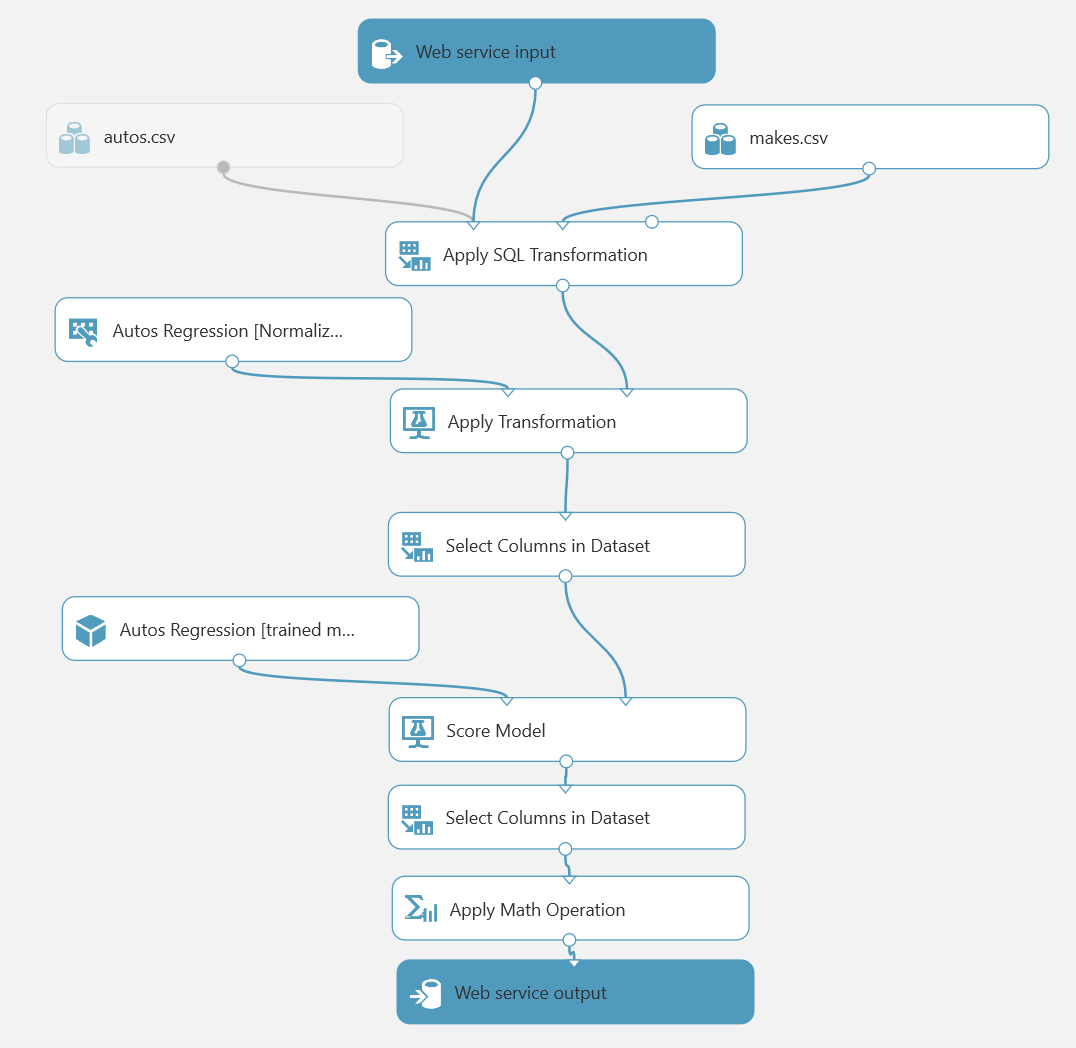 Web service input
autos.csv
makes.csv
Apply SQL Transformation
Autos Regression [Normaliz...
Apply Transformation
Select Columns in Dataset
Autos Regression [trained m...
Score Model
Select Columns in Dataset
Apply Math Operation
Web service output